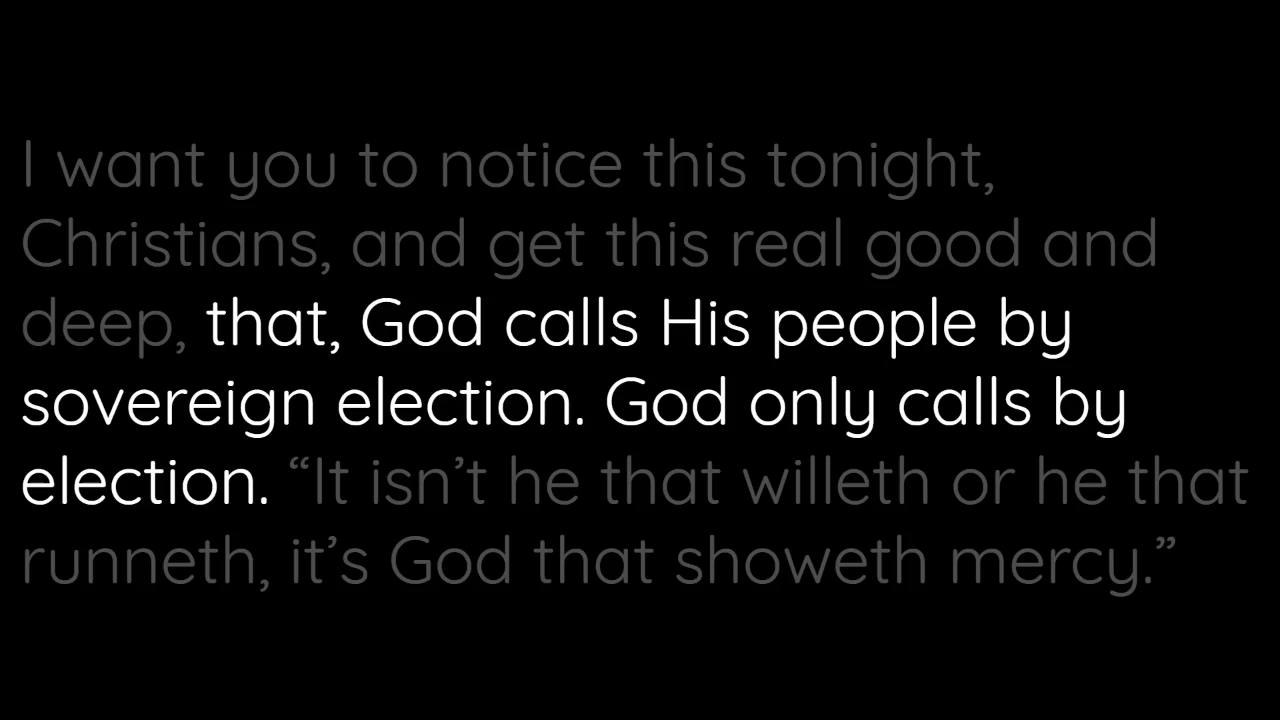 I want you to notice this tonight,
Christians, and get this real good and
deep, that, God calls His people by
sovereign election. God only calls by
election. “It isn’t he that willeth or he that
runneth, it’s God that showeth mercy.”